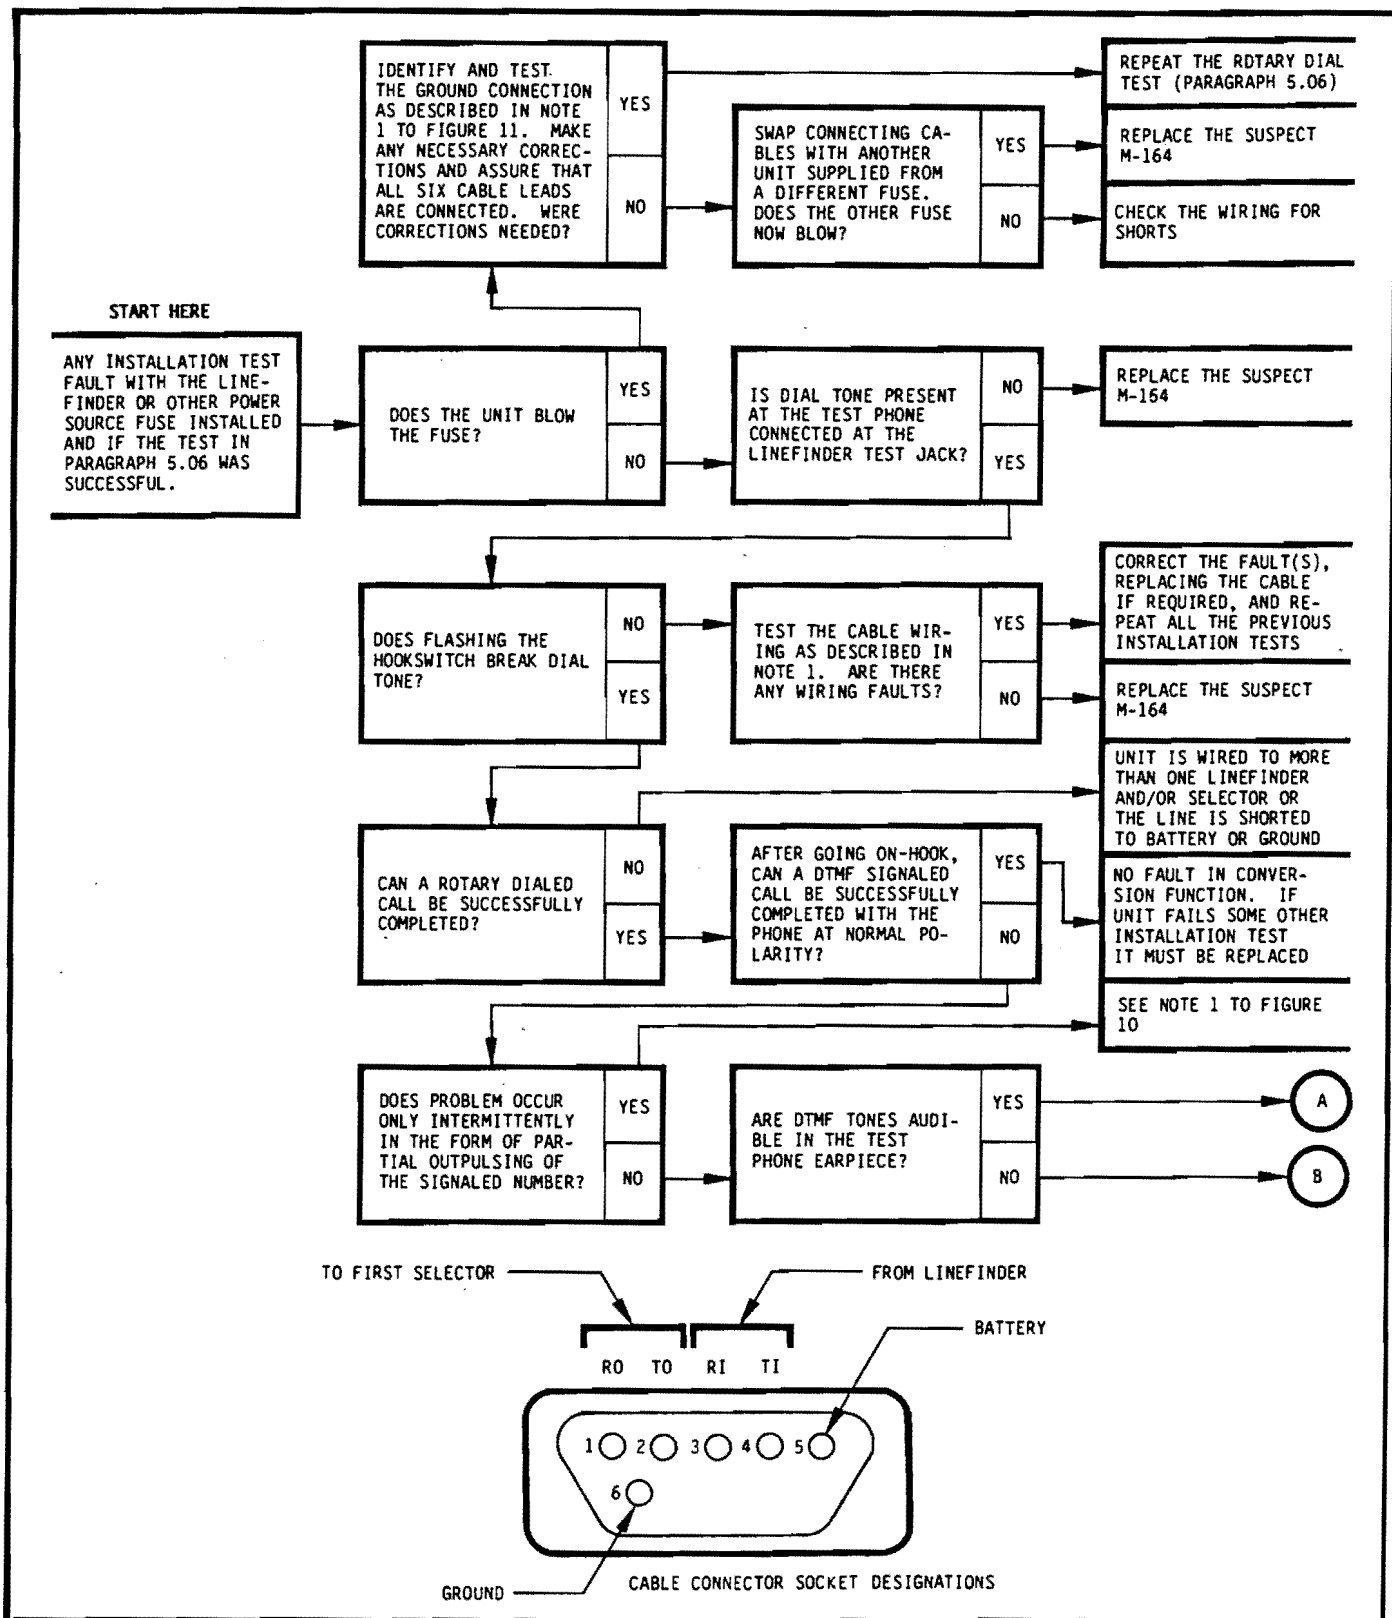 IDENTIFY AND TEST
THE GROUND CONNECTION
AS DESCRIBED IN NOTE
1 TO FIGURE 11. MAKE
ANY NECESSARY CORREC-
TIONS AND ASSURE THAT
ALL SIX CABLE LEADS
ARE CONNECTED. WERE
CORRECTIONS NEEDED?
YES
NO
SWAP CONNECTING CA-
BLES WITH ANOTHER
UNIT SUPPLIED FROM
A DIFFERENT FUSE.
DOES THE OTHER FUSE
NOW BLOW?
YES
NO
REPEAT THE ROTARY DIAL
TEST (PARAGRAPH 5.06)
REPLACE THE SUSPECT
M-164
CHECK THE WIRING FOR
SHORTS
START HERE
ANY INSTALLATION TEST
FAULT WITH THE LINE-
FINDER OR OTHER POWER
SOURCE FUSE INSTALLED
AND IF THE TEST IN
PARAGRAPH 5.06 WAS
SUCCESSFUL.
DOES THE UNIT BLOW
THE FUSE?
YES
NO
IS DIAL TONE PRESENT
AT THE TEST PHONE
CONNECTED AT THE
LINEFINDER TEST JACK?
NO
YES
REPLACE THE SUSPECT
M-164
DOES FLASHING THE
HOOKSWITCH BREAK DIAL
TONE?
NO
YES
TEST THE CABLE WIR-
ING AS DESCRIBED IN
NOTE 1. ARE THERE
ANY WIRING FAULTS?
YES
NO
CORRECT THE FAULT(S),
REPLACING THE CABLE
IF REQUIRED, AND RE-
PEAT ALL THE PREVIOUS
INSTALLATION TESTS
REPLACE THE SUSPECT
M-164
UNIT IS WIRED TO MORE
THAN ONE LINEFINDER
AND/OR SELECTOR OR
THE LINE IS SHORTED
TO BATTERY OR GROUND
CAN A ROTARY DIALED
CALL BE SUCCESSFULLY
COMPLETED?
NO
YES
AFTER GOING ON-HOOK,
CAN A DTMF SIGNALED
CALL BE SUCCESSFULLY
COMPLETED WITH THE
PHONE AT NORMAL PO-
LARITY?
YES
NO
NO FAULT IN CONVER-
SION FUNCTION. IF
UNIT FAILS SOME OTHER
INSTALLATION TEST
IT MUST BE REPLACED
SEE NOTE 1 TO FIGURE
10
DOES PROBLEM OCCUR
ONLY INTERMITTENTLY
IN THE FORM OF PAR-
TIAL OUTPULSING OF
THE SIGNALED NUMBER?
YES
NO
ARE DTMF TONES AUDI-
BLE IN THE TEST
PHONE EARPIECE?
YES
NO
A
B
TO FIRST SELECTOR
FROM LINEFINDER
BATTERY
RO TO RI TI
1 2 3 4 5
6
GROUND
CABLE CONNECTOR SOCKET DESIGNATIONS